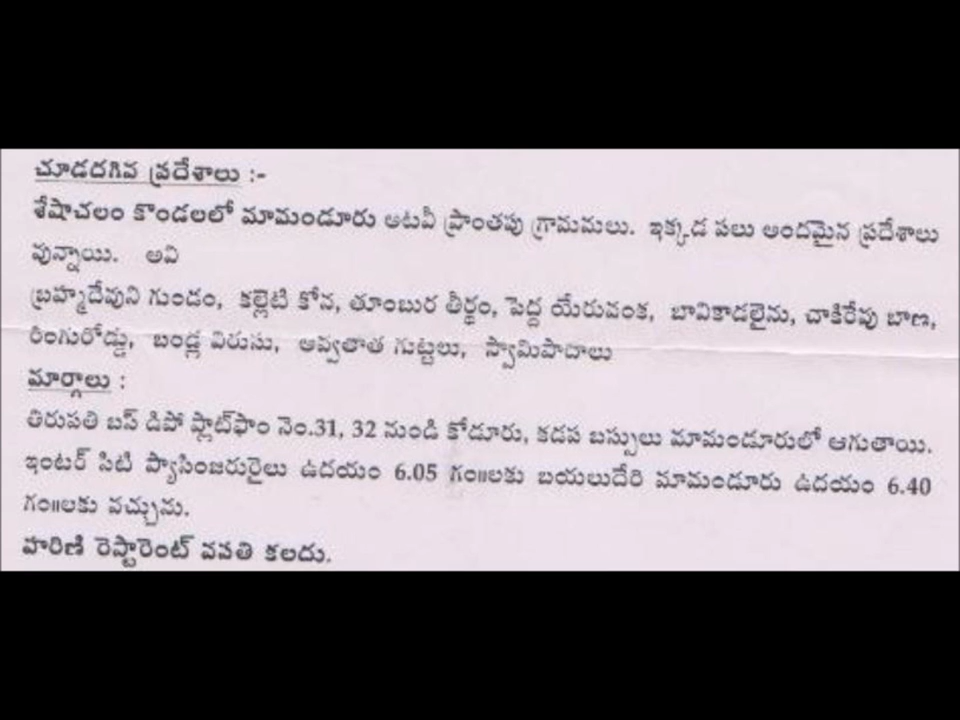 చూడదగివ ప్రదేశాలు :-
శేషాచలం కొండలలో మామండూరు అటవీ ప్రాంతపు గ్రామమలు. ఇక్కడ పలు అందమైన ప్రదేశాలు
వున్నాయి. అవి
బ్రహ్మదేవుని గుండం, కల్లెటి కోన, తూంబుర తీర్థం, పెద్ద యేరువంక, బావికాడలైను, చాకిరేవు బాణ,
రింగురోడ్డు, బండ్ల విరుసు, అవ్వతాత గుట్టలు, స్వామిపాదాలు
మార్గాలు :
తిరుపతి బస్ డిపో ప్లాట్‌ఫాం నెం.31, 32 నుండి కోడూరు, కడప బస్సులు మామండూరులో ఆగుతాయి.
ఇంటర్ సిటి ప్యాసింజరురైలు ఉదయం 6.05 గం॥లకు బయలుదేరి మామండూరు ఉదయం 6.40
గం॥లకు వచ్చును.
హరిణి రెస్టారెంట్ వవతి కలదు.